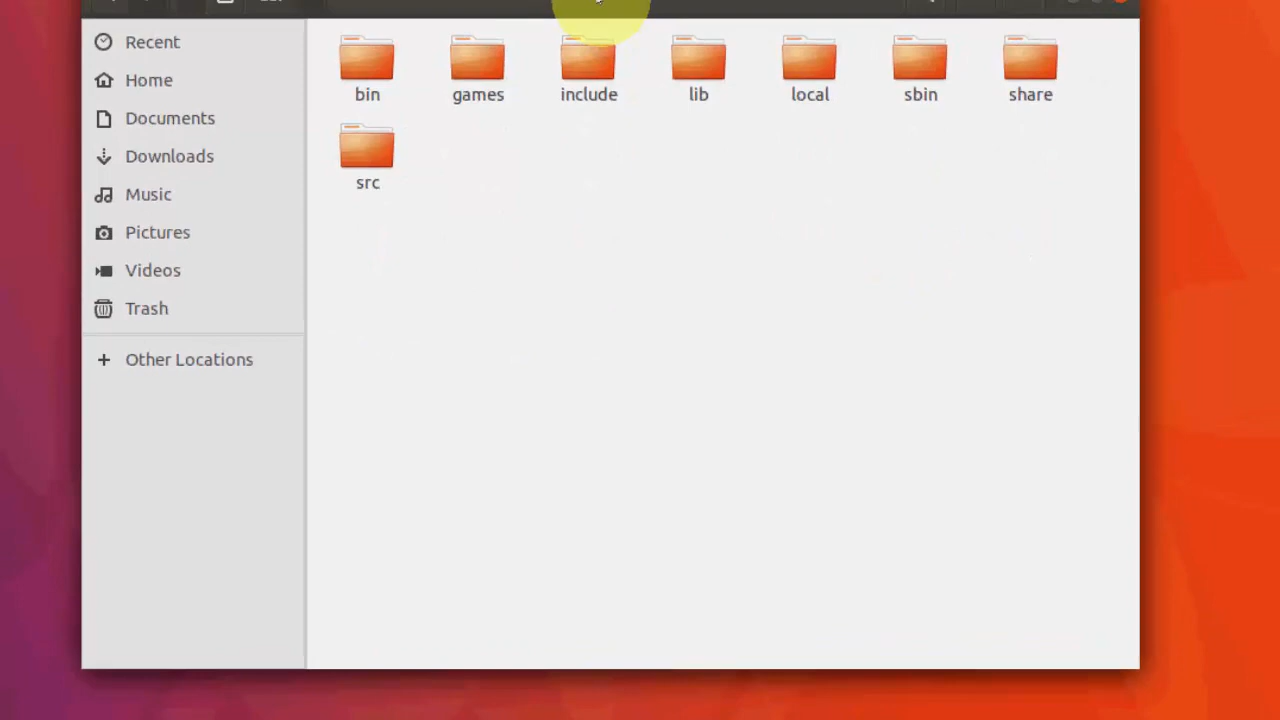 Recent
Home
Documents
Downloads
Music
Pictures
Videos
Trash
Other Locations
bin games include lib local sbin share
src